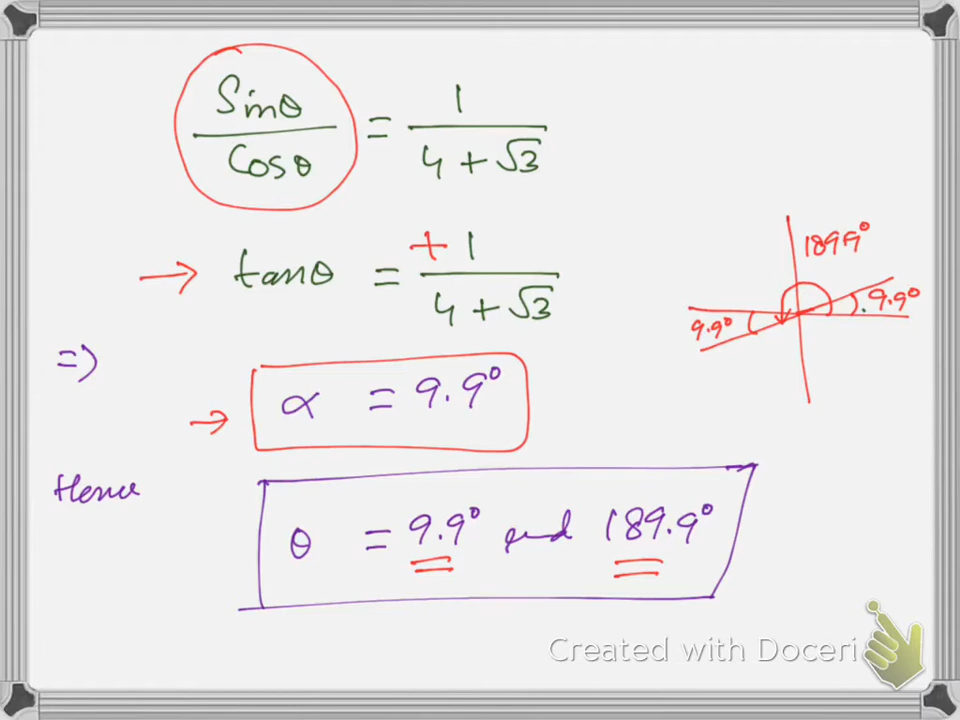 Sinθ / Cosθ = 1 / (4 + √3)
→ tanθ = + 1 / (4 + √3)
189.9°
9.9° 9.9°
=>
→ α = 9.9°
Hence
θ = 9.9° and 189.9°
Created with Doceri